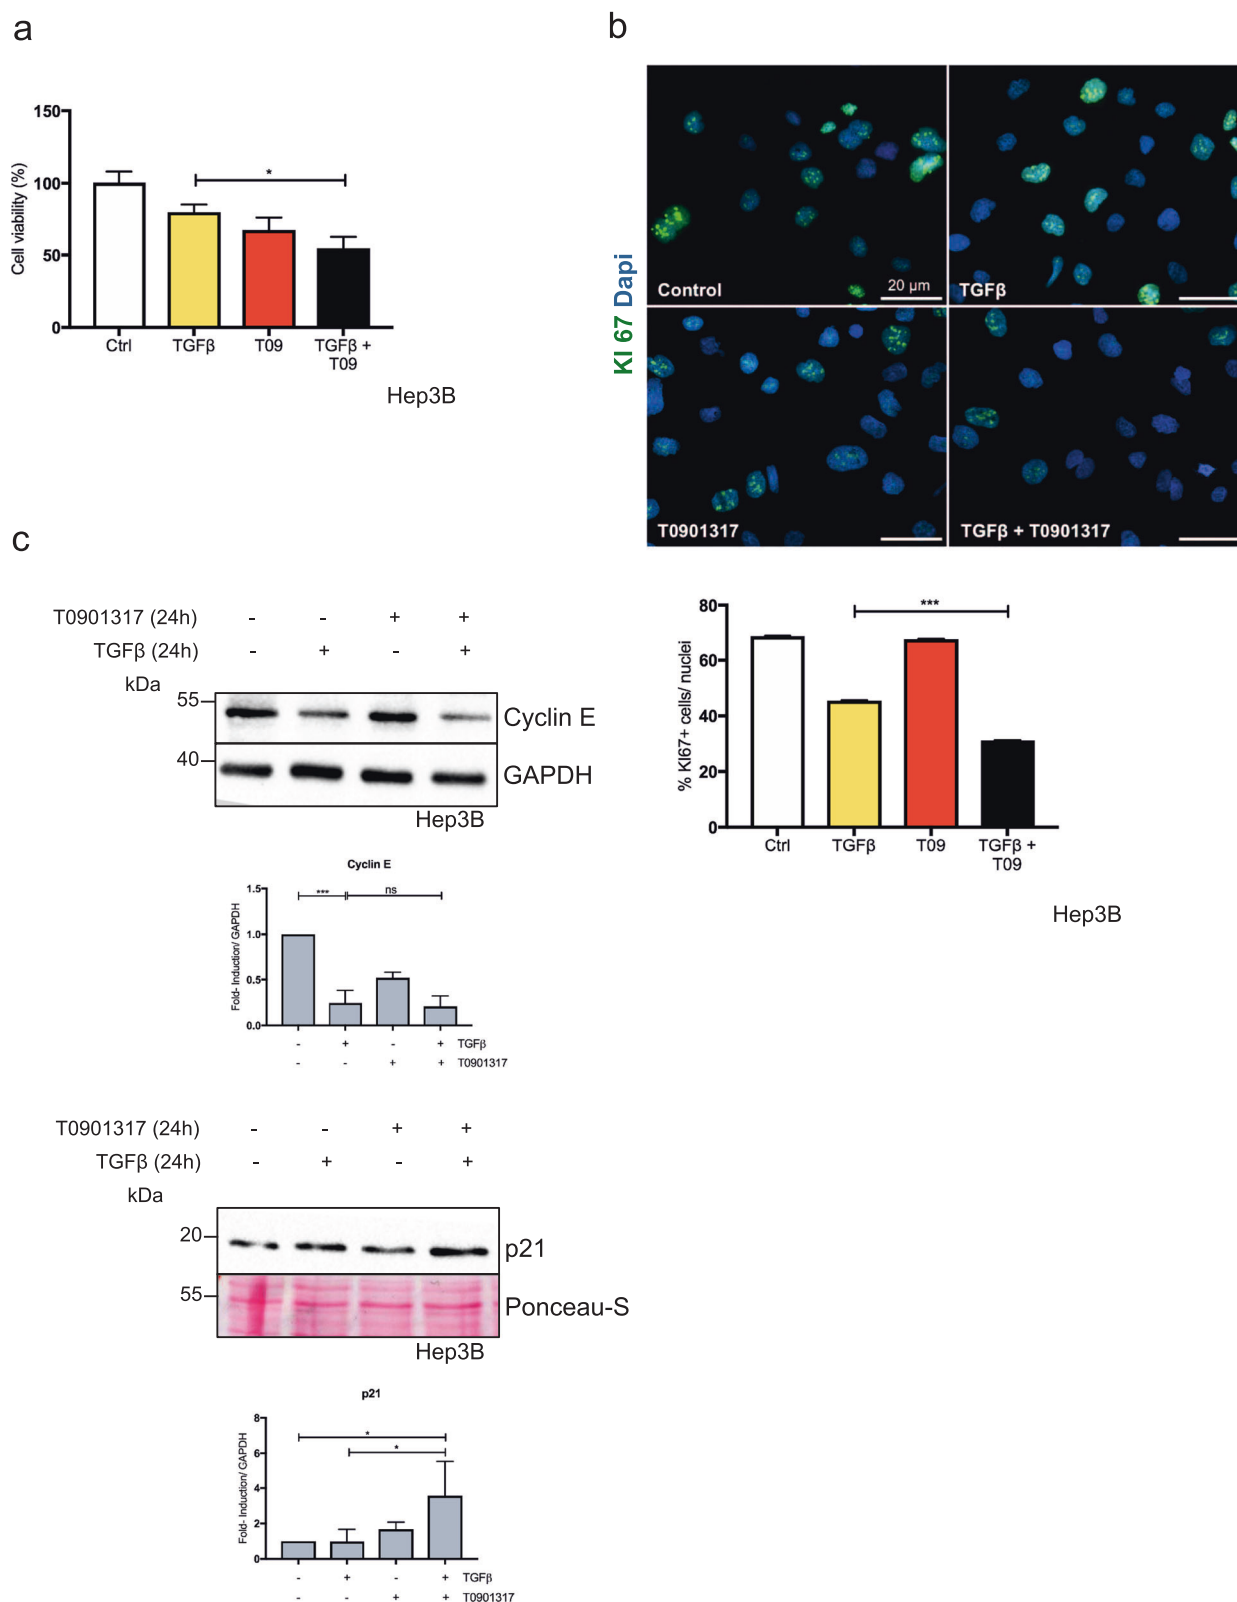 a
150
100
50
0
Cell viability (%)
*
Ctrl
TGFβ
T09
TGFβ +
T09
Hep3B
b
KI 67 Dapi
Control
20 µm
TGFβ
T0901317
TGFβ + T0901317
80
60
40
20
0
% KI67+ cells/ nuclei
***
Ctrl
TGFβ
T09
TGFβ +
T09
Hep3B
c
T0901317 (24h) - - + +
TGFβ (24h) - + - +
kDa
55
Cyclin E
40
GAPDH
Hep3B
Cyclin E
1.5
1.0
0.5
0.0
Fold- Induction/ GAPDH
***
ns
- + - + TGFβ
- - + + T0901317
T0901317 (24h) - - + +
TGFβ (24h) - + - +
kDa
20
p21
55
Ponceau-S
Hep3B
p21
8
6
4
2
0
Fold- Induction/ GAPDH
*
*
- + - + TGFβ
- - + + T0901317